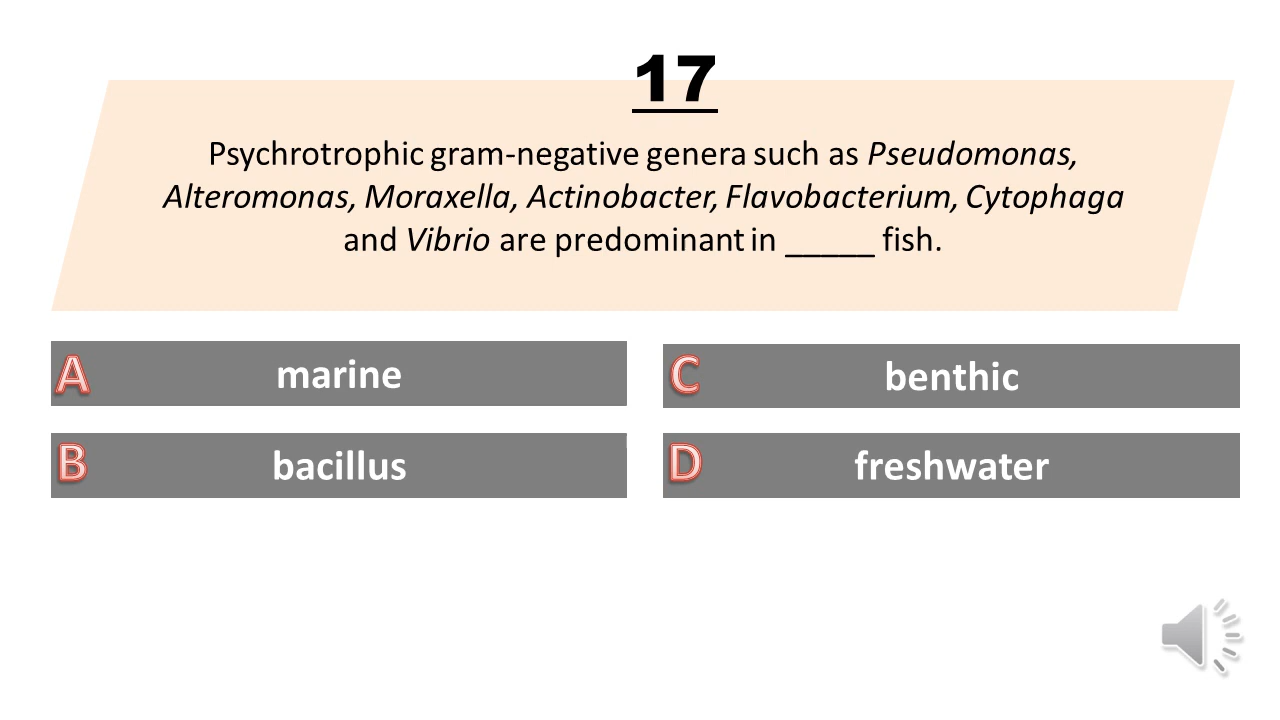 17
Psychrotrophic gram-negative genera such as Pseudomonas,
Alteromonas, Moraxella, Actinobacter, Flavobacterium, Cytophaga
and Vibrio are predominant in _____ fish.
A marine
B bacillus
C benthic
D freshwater